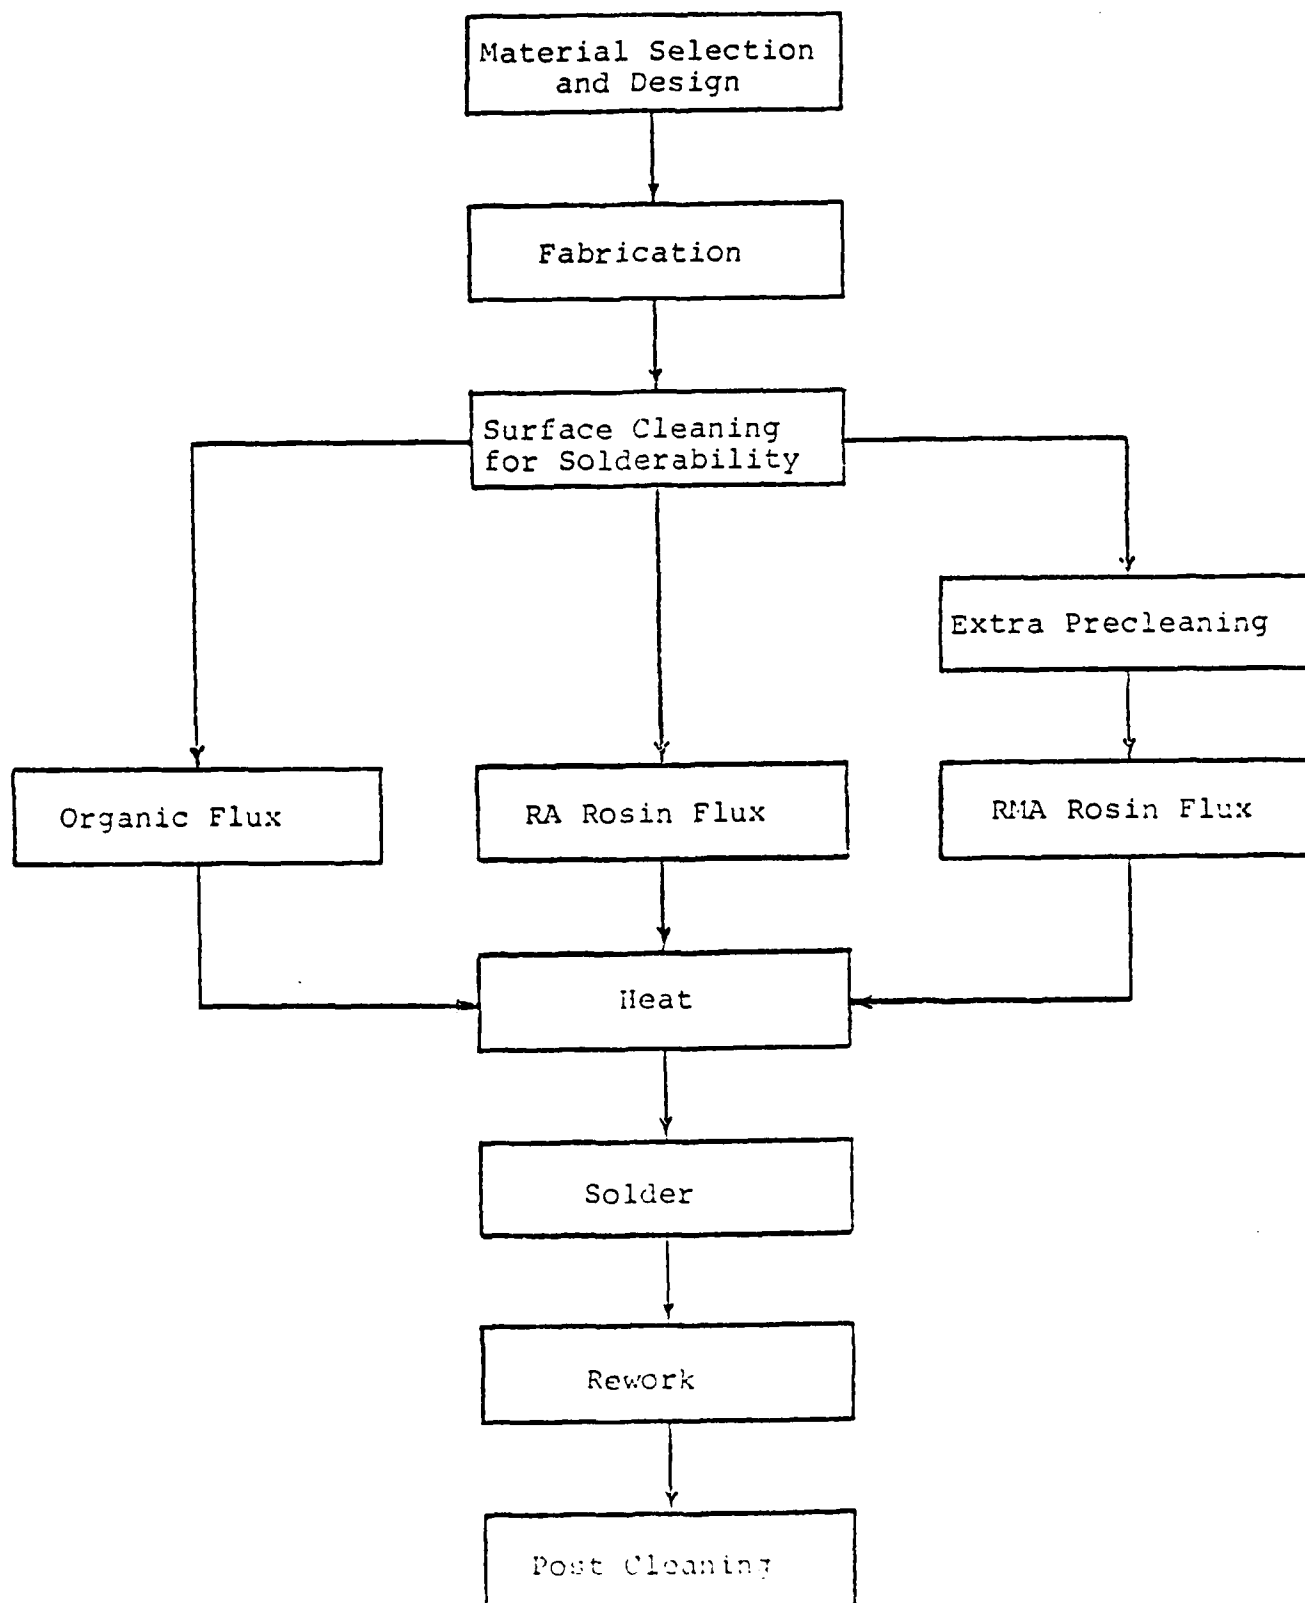 Material Selection
and Design
Fabrication
Surface Cleaning
for Solderability
Extra Precleaning
Organic Flux
RA Rosin Flux
RMA Rosin Flux
Heat
Solder
Rework
Post Cleaning